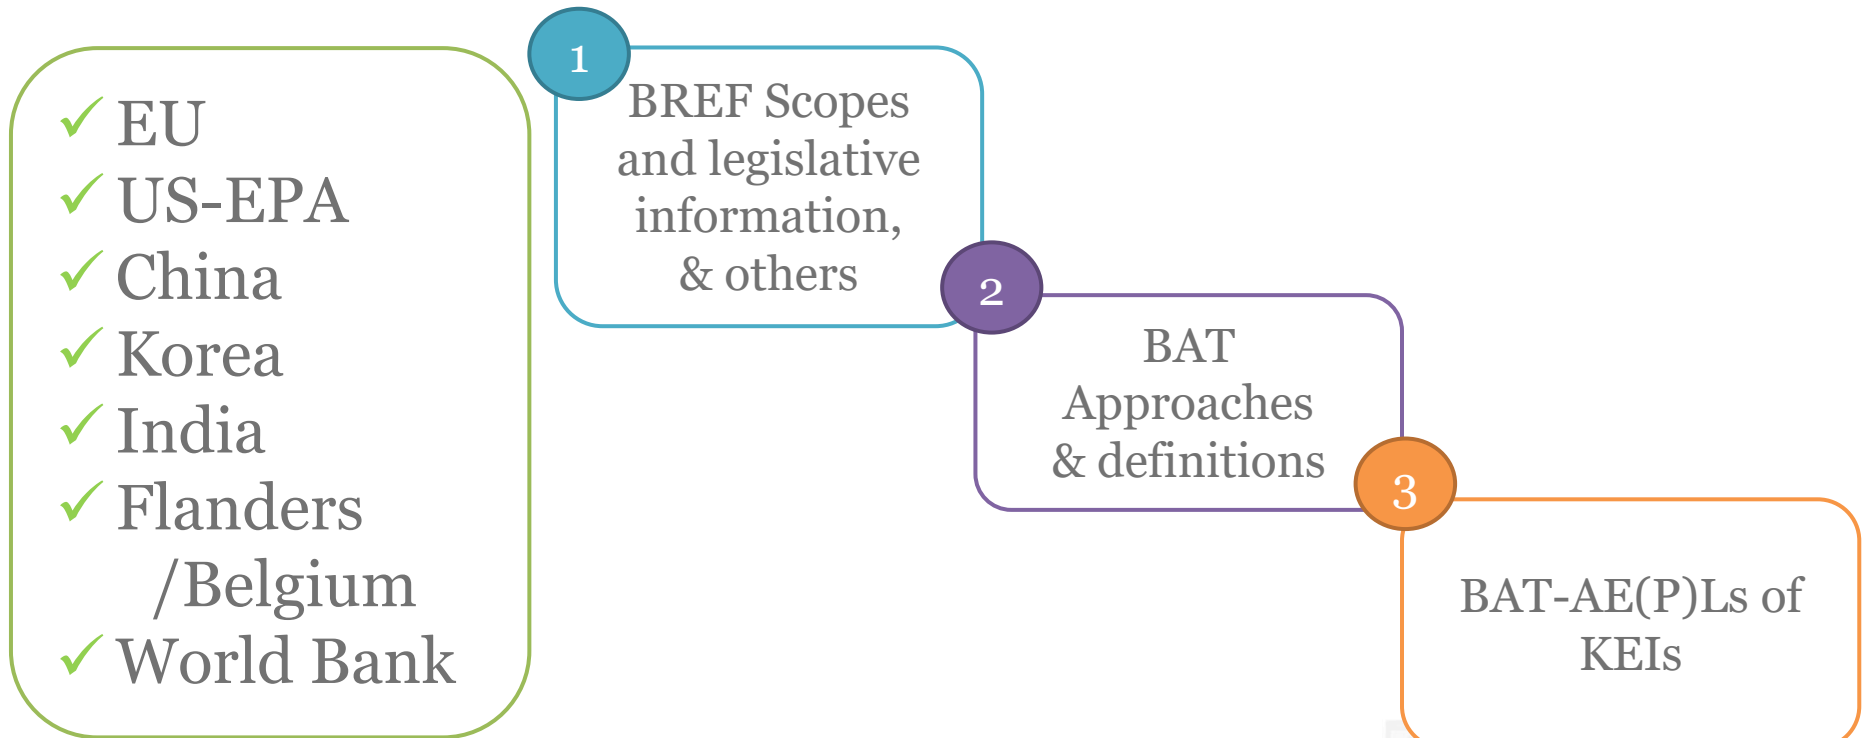 ✓ EU
✓ US-EPA
✓ China
✓ Korea
✓ India
✓ Flanders
/Belgium
✓ World Bank
1
BREF Scopes
and legislative
information,
& others
2
BAT
Approaches
& definitions
3
BAT-AE(P)Ls of
KEIs